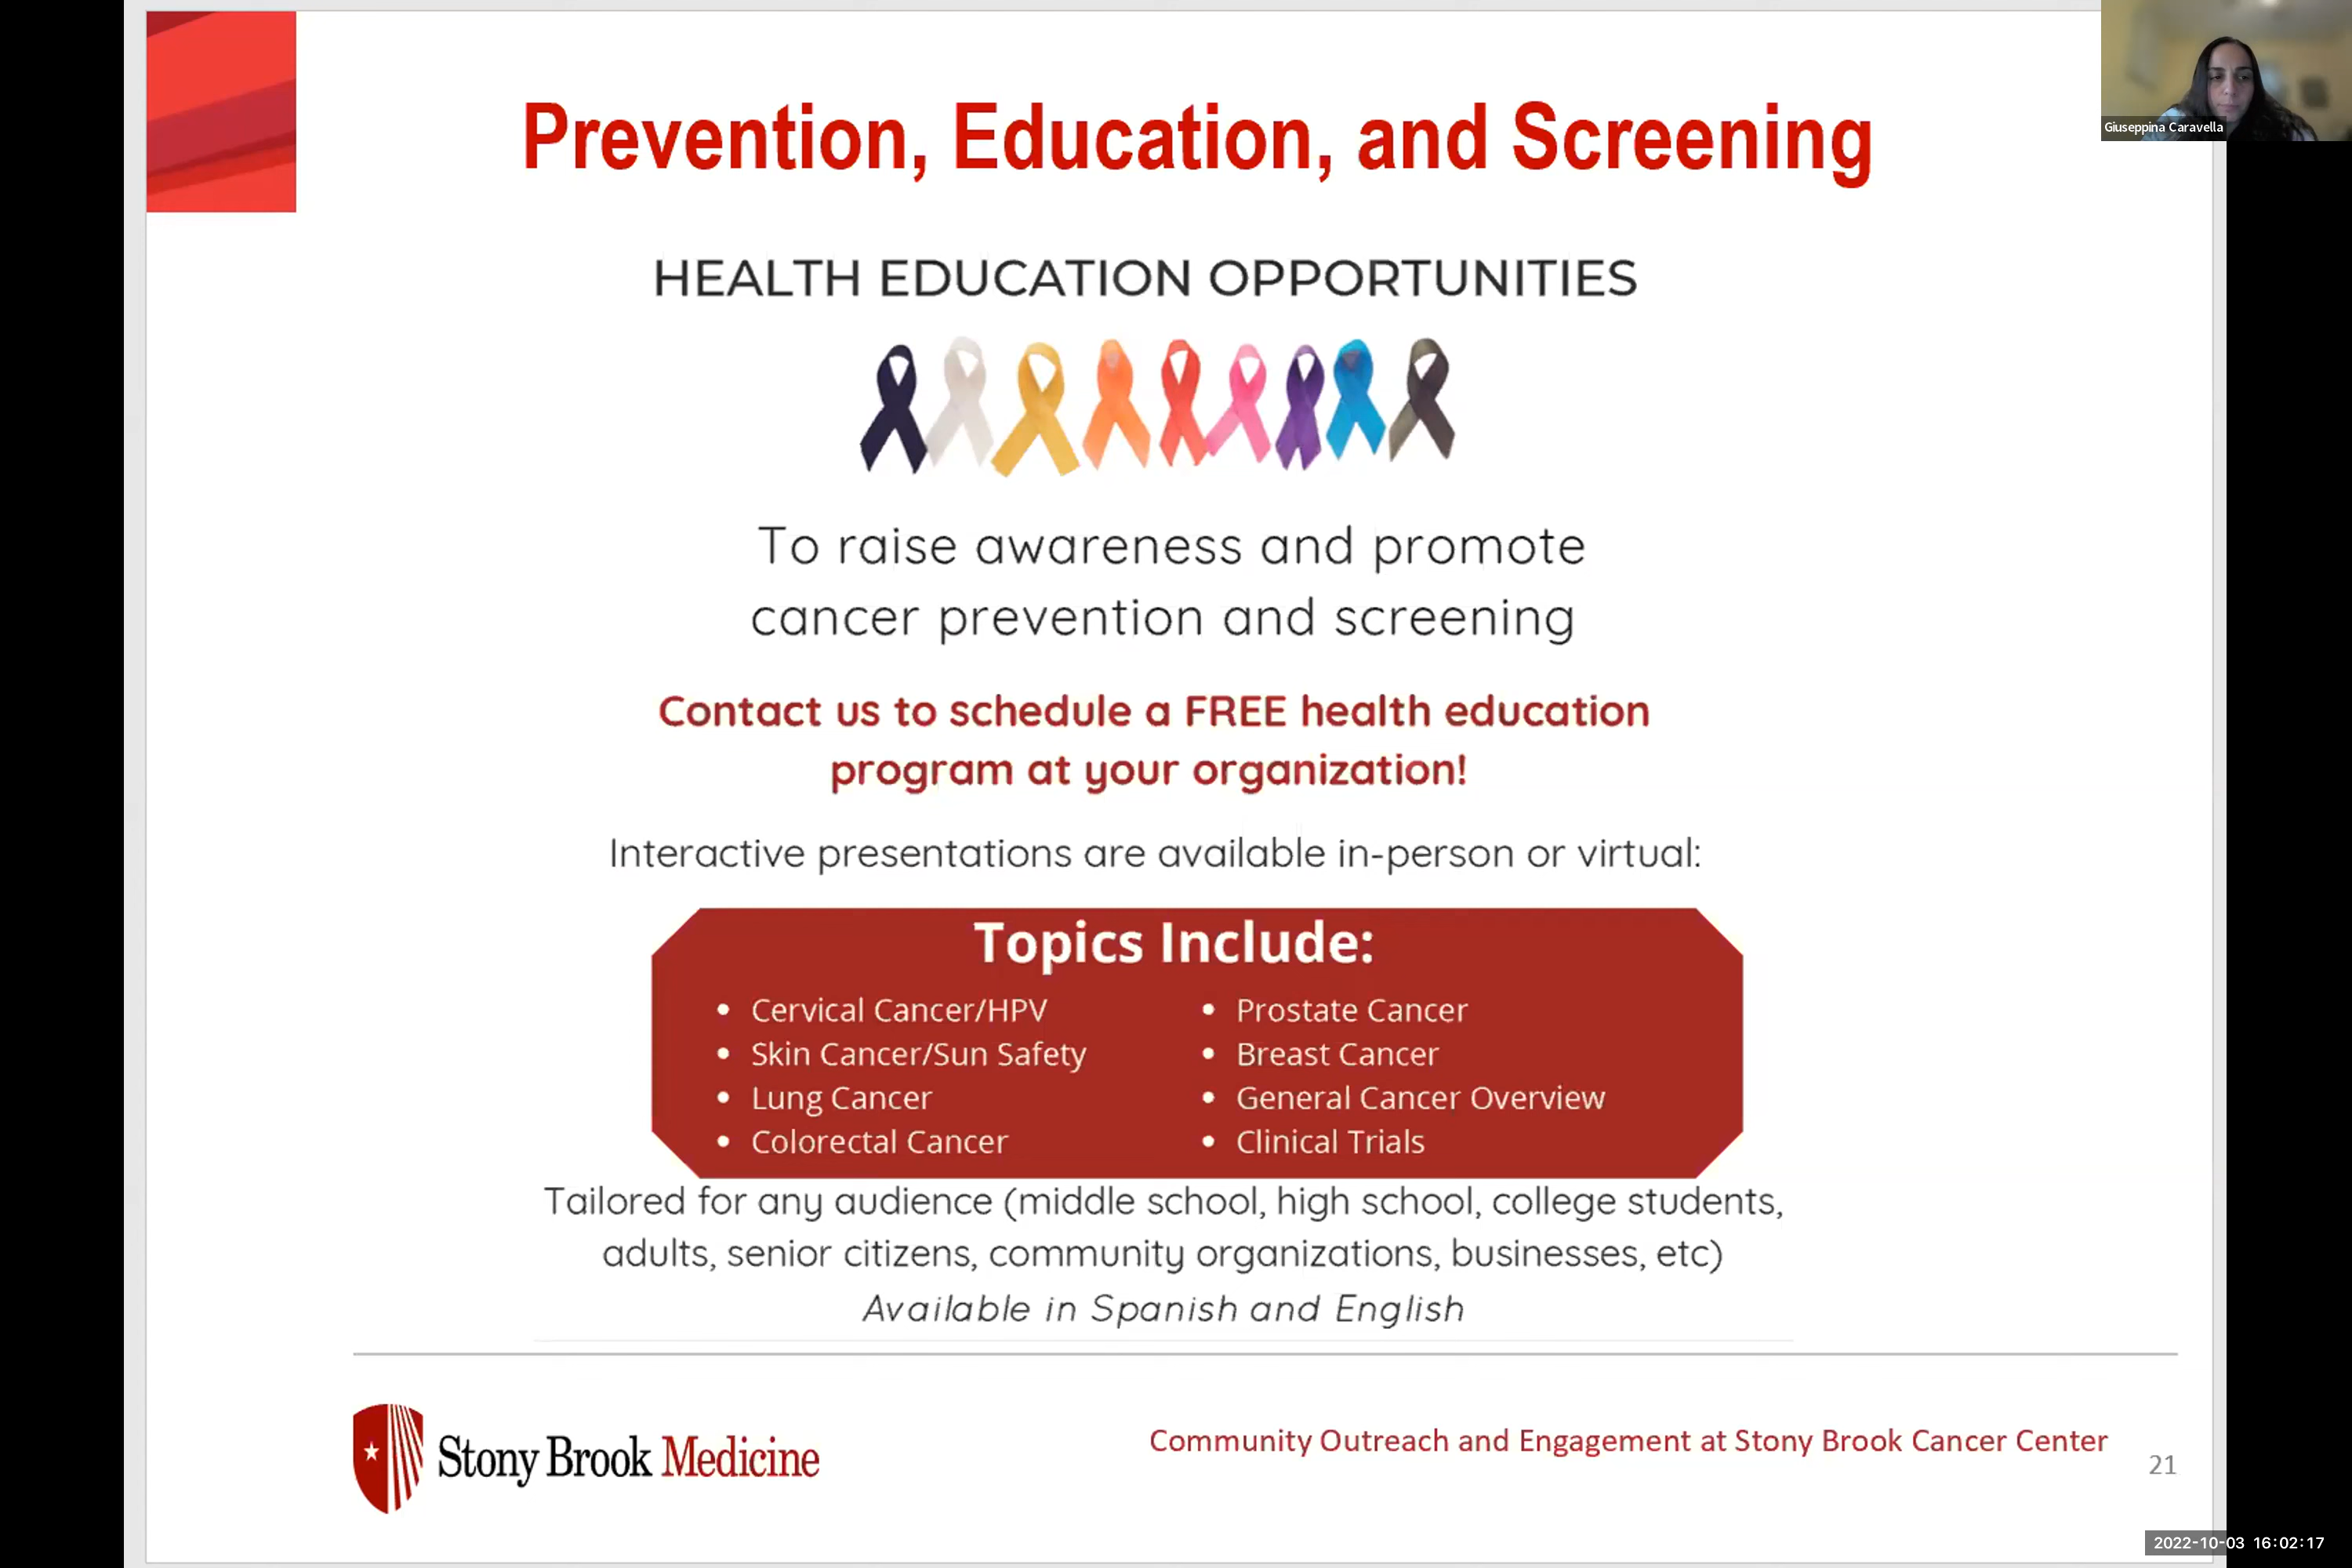 Prevention, Education, and Screening
Giuseppina Caravella
HEALTH EDUCATION OPPORTUNITIES
To raise awareness and promote
cancer prevention and screening
Contact us to schedule a FREE health education
program at your organization!
Interactive presentations are available in-person or virtual:
Topics Include:
• Cervical Cancer/HPV
• Skin Cancer/Sun Safety
• Lung Cancer
• Colorectal Cancer
• Prostate Cancer
• Breast Cancer
• General Cancer Overview
• Clinical Trials
Tailored for any audience (middle school, high school, college students,
adults, senior citizens, community organizations, businesses, etc)
Available in Spanish and English
Stony Brook Medicine
Community Outreach and Engagement at Stony Brook Cancer Center
21
2022-10-03 16:02:17